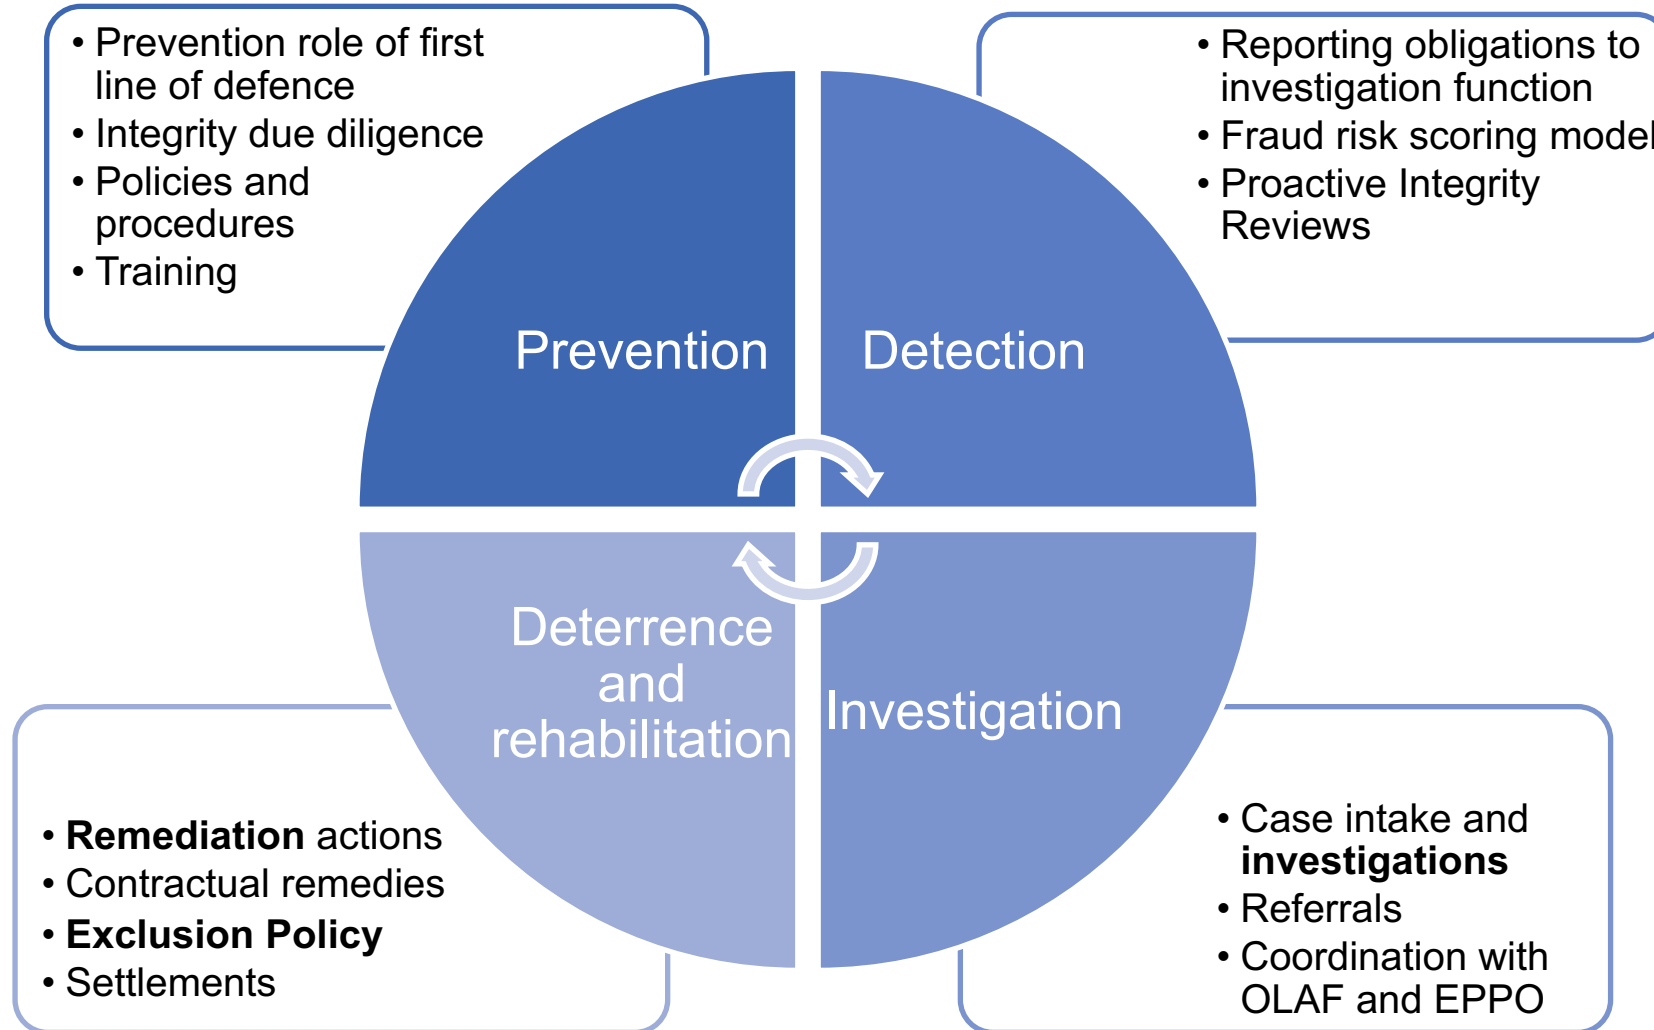 • Prevention role of first
line of defence
• Integrity due diligence
• Policies and
procedures
• Training
• Reporting obligations to
investigation function
• Fraud risk scoring model
• Proactive Integrity
Reviews
Prevention
Detection
Deterrence
and
rehabilitation
Investigation
• Remediation actions
• Contractual remedies
• Exclusion Policy
• Settlements
• Case intake and
investigations
• Referrals
• Coordination with
OLAF and EPPO